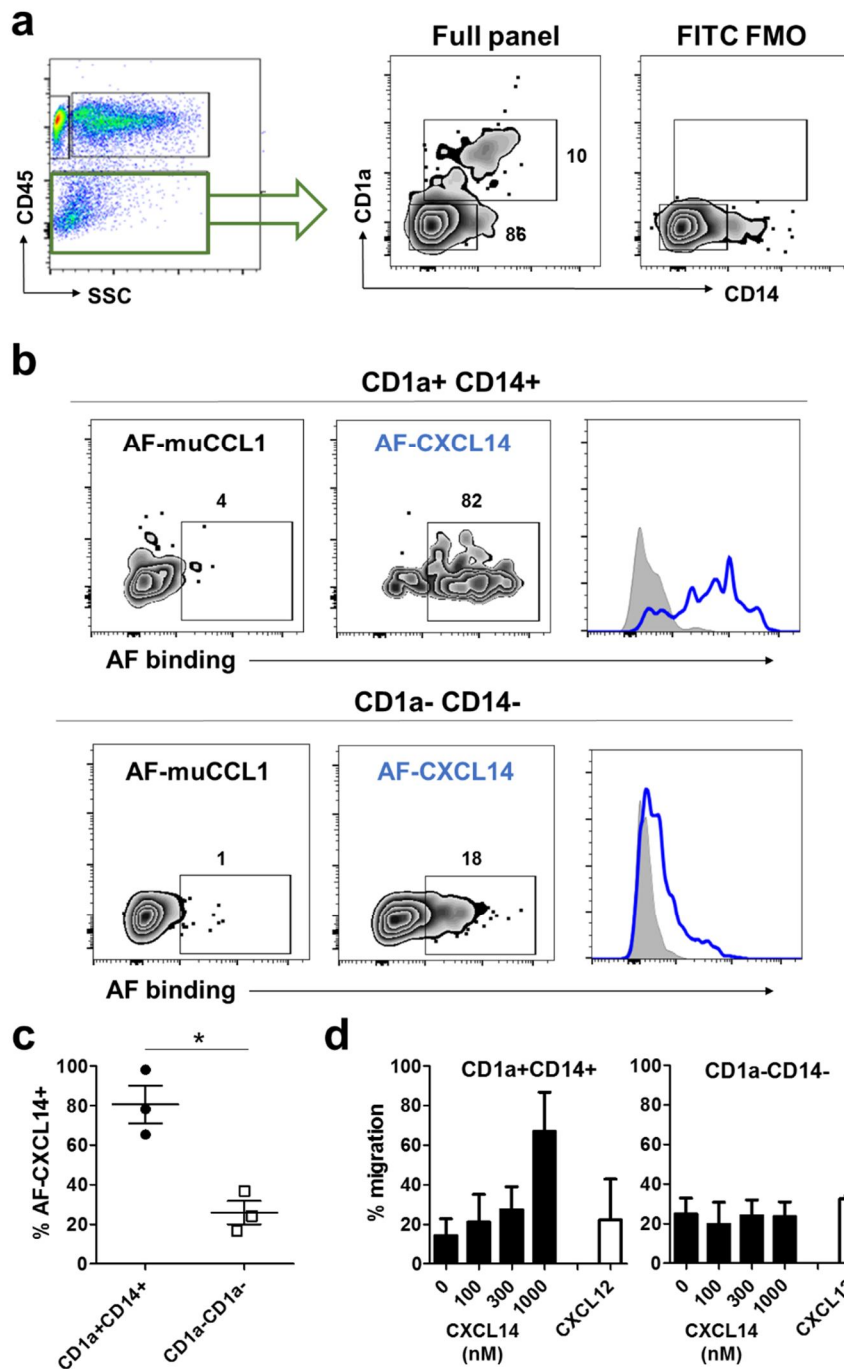 a
Full panel
FITC FMO
CD45
SSC
CD1a
10
86
CD14
b
CD1a+ CD14+
AF-muCCL1
AF-CXCL14
4
82
AF binding
CD1a- CD14-
AF-muCCL1
AF-CXCL14
1
18
AF binding
c
*
100
80
60
40
20
0
% AF-CXCL14+
CD1a+CD14+
CD1a-CD1a-
d
CD1a+CD14+
100
80
60
40
20
0
% migration
0
100
300
1000
CXCL12
CXCL14
(nM)
CD1a-CD14-
100
80
60
40
20
0
0
100
300
1000
CXCL12
CXCL14
(nM)